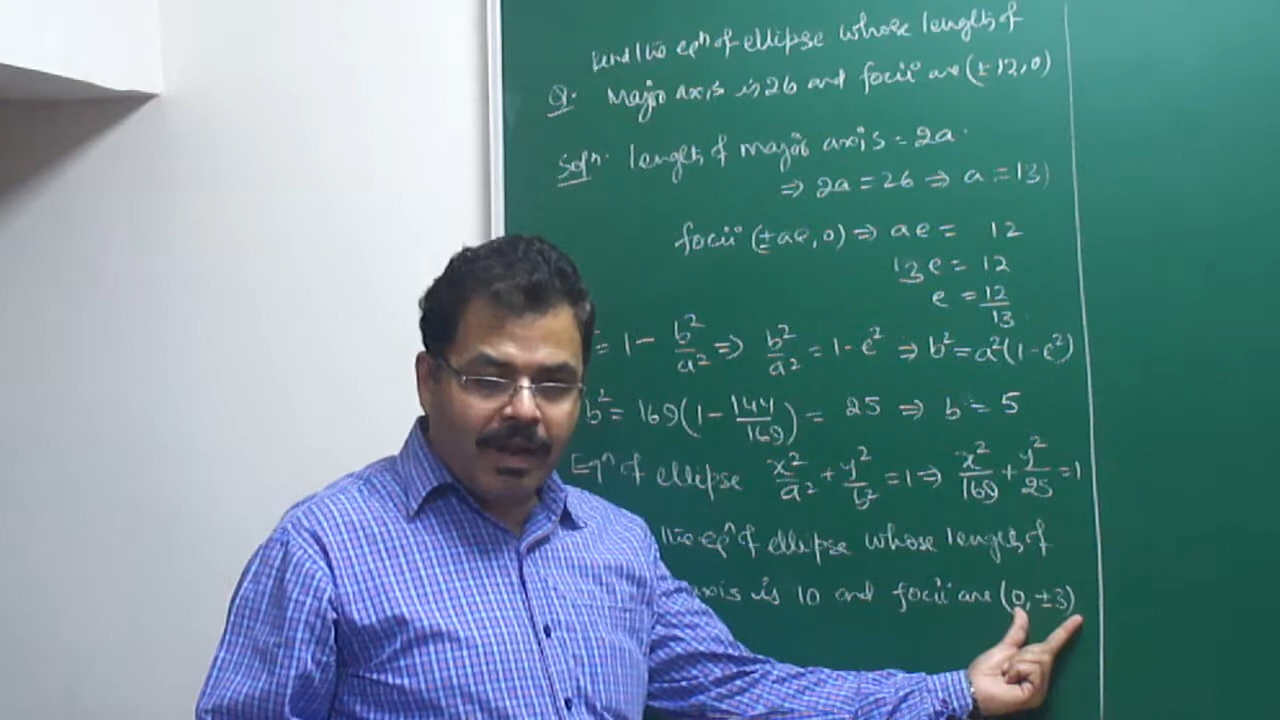 Find the eqⁿ of ellipse whose length of
Q. Major axis is 26 and focii are (±12,0)
Solⁿ. length of major axis = 2a.
⇒ 2a = 26 ⇒ a = 13)
focii (±ae, 0) ⇒ ae = 12
13e = 12
e = 12/13
= 1 - b²/a² ⇒ b²/a² = 1 - e² ⇒ b² = a²(1-e²)
b² = 169(1 - 144/169) = 25 ⇒ b = 5
Eqⁿ of ellipse x²/a² + y²/b² = 1 ⇒ x²/169 + y²/25 = 1
the eqⁿ of ellipse whose length of
axis is 10 and focii are (0, ±3)